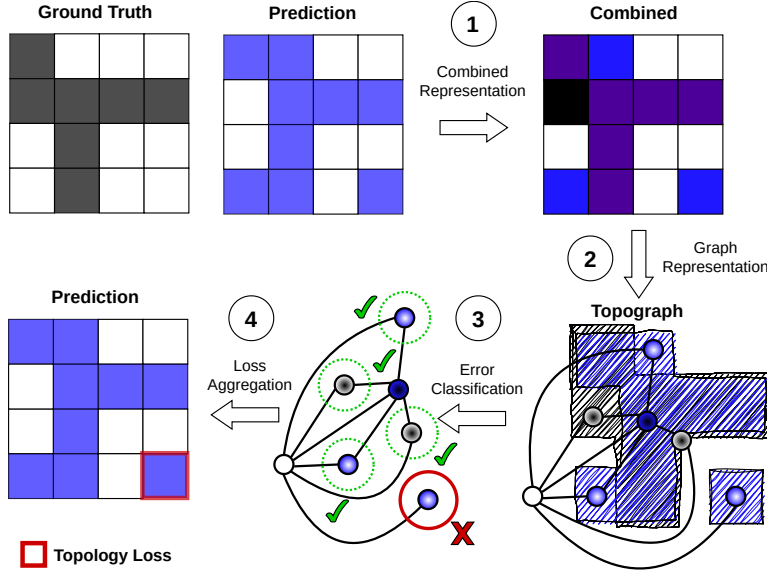 Ground Truth
Prediction
1
Combined
Representation
Combined
2
Graph
Representation
Prediction
4
Loss
Aggregation
3
Error
Classification
Topograph
X
Topology Loss